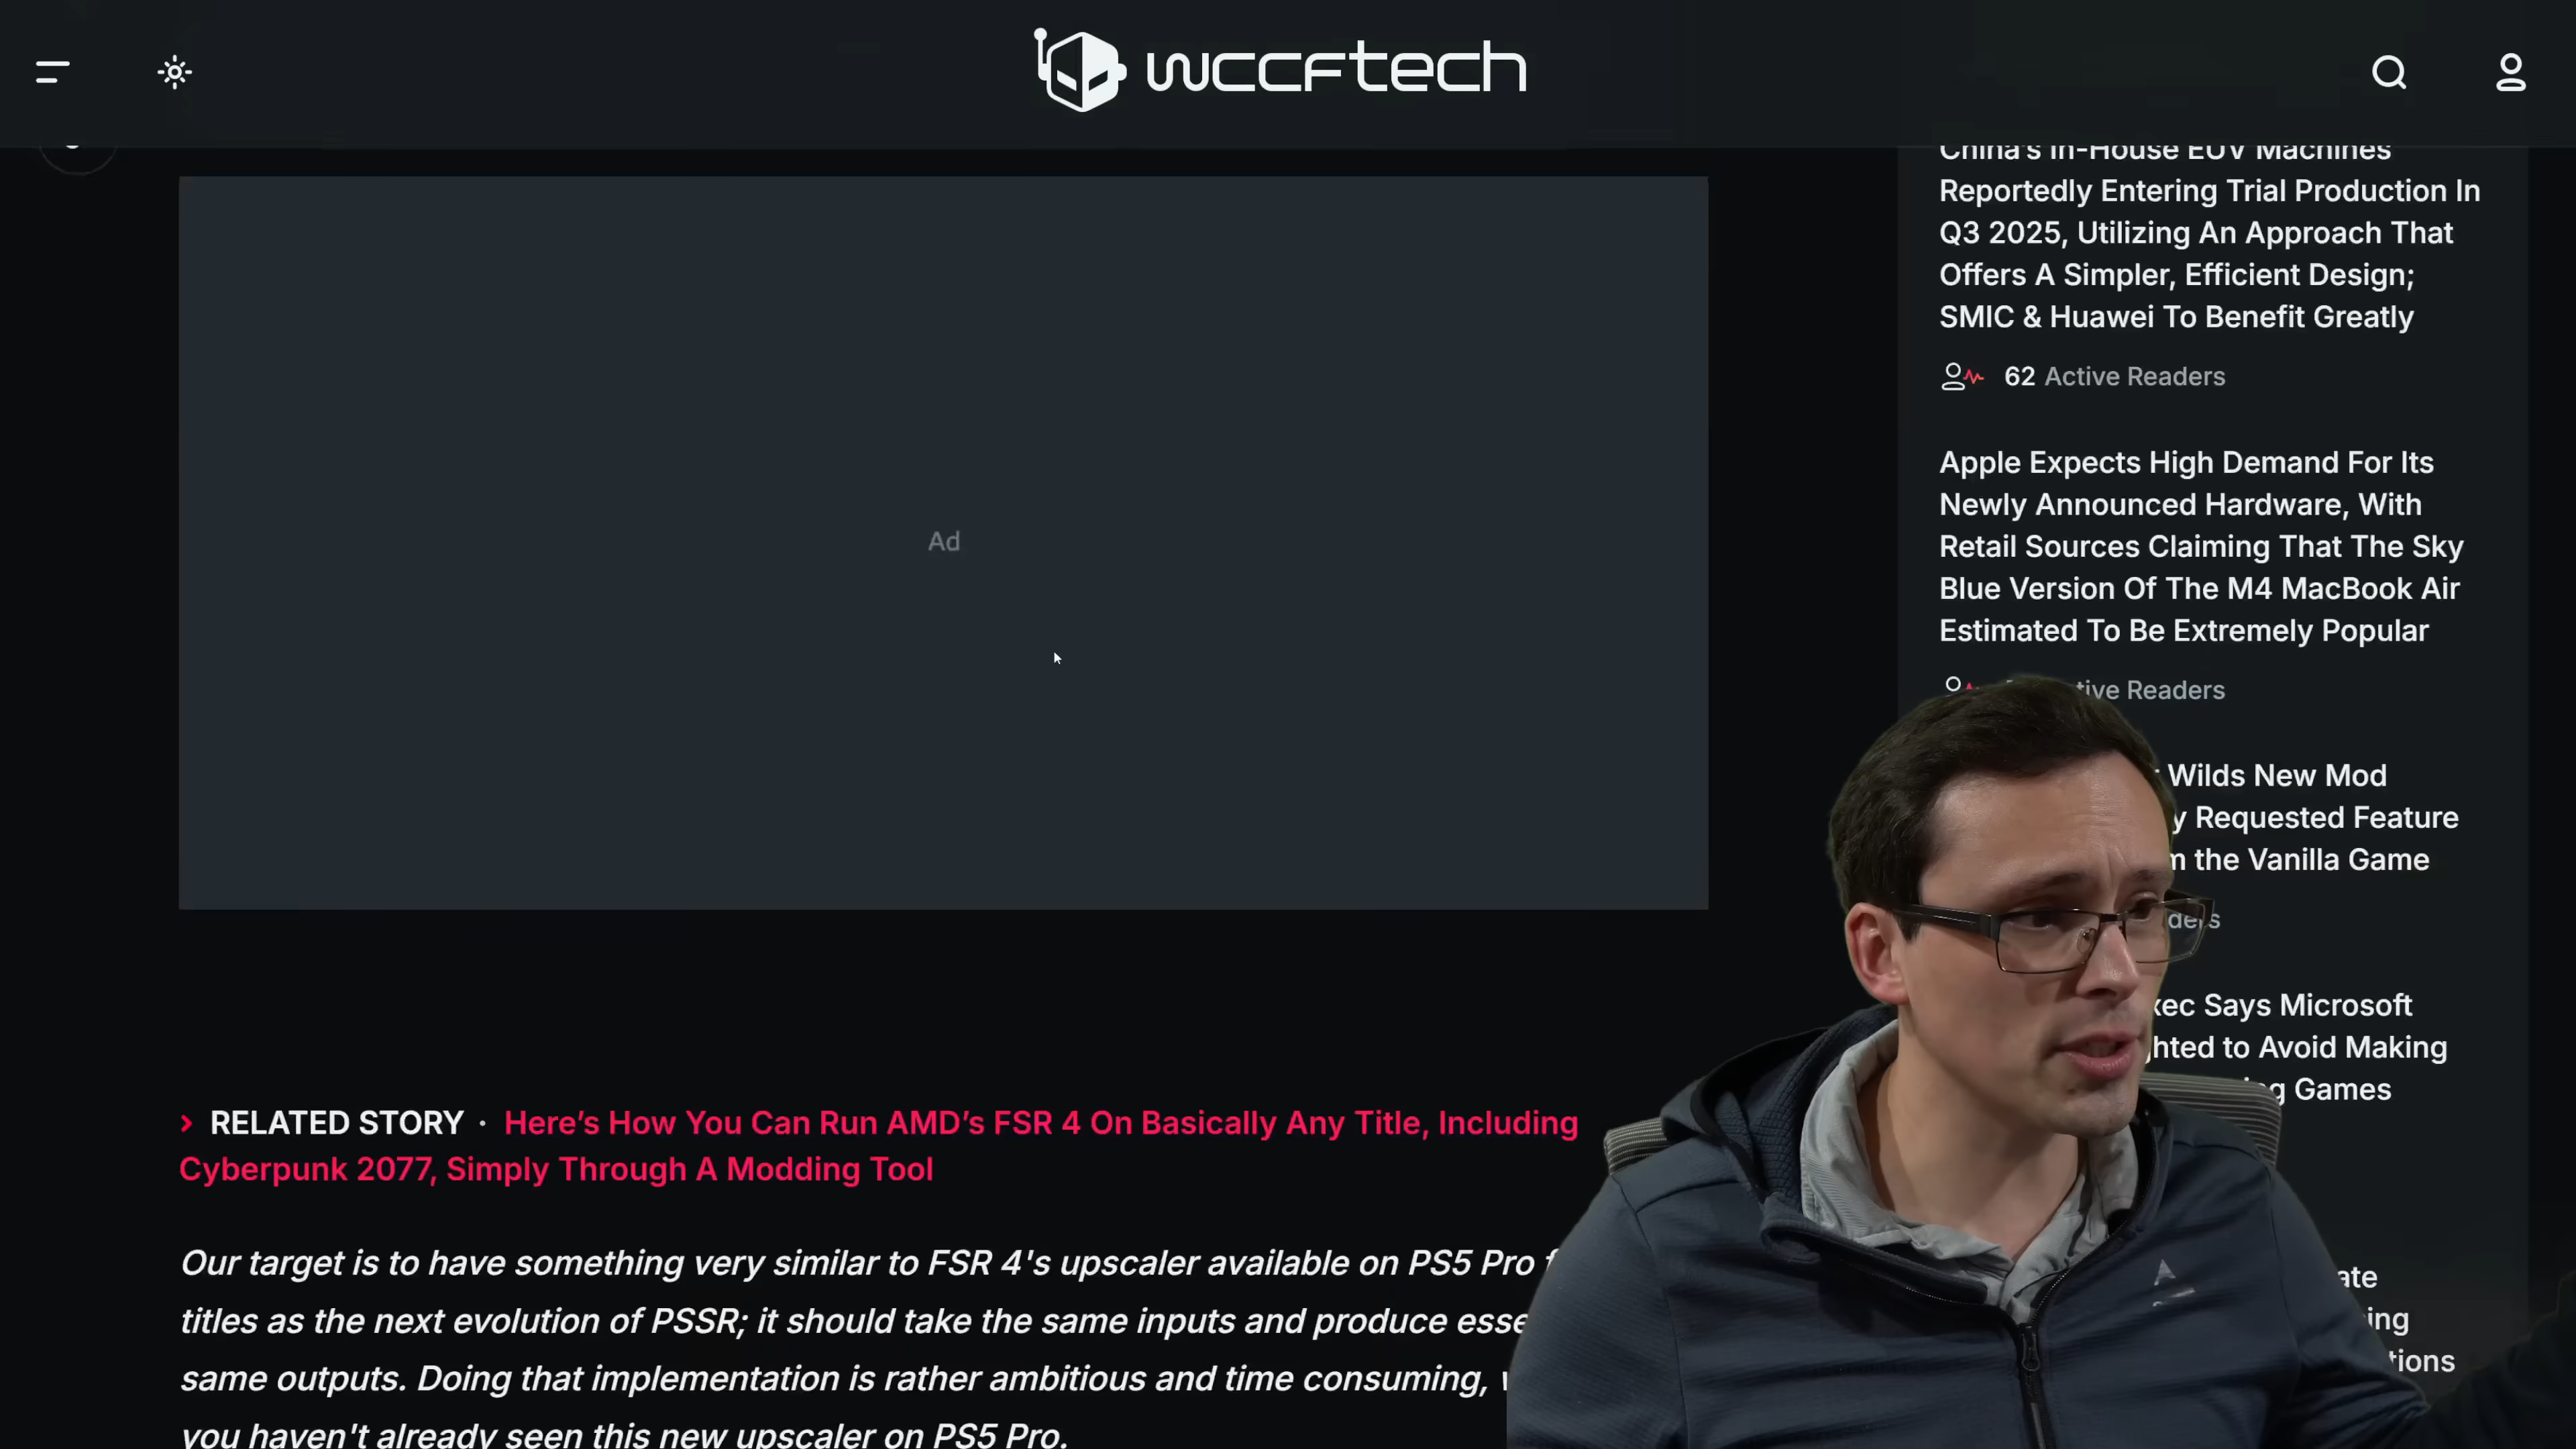 wccftech
China's In-House EUV Machines
Reportedly Entering Trial Production In
Q3 2025, Utilizing An Approach That
Offers A Simpler, Efficient Design;
SMIC & Huawei To Benefit Greatly
62 Active Readers
Apple Expects High Demand For Its
Newly Announced Hardware, With
Retail Sources Claiming That The Sky
Blue Version Of The M4 MacBook Air
Estimated To Be Extremely Popular
Readers
Wilds New Mod
Requested Feature
the Vanilla Game
Says Microsoft
to Avoid Making
Games
Ad
RELATED STORY · Here's How You Can Run AMD's FSR 4 On Basically Any Title, Including
Cyberpunk 2077, Simply Through A Modding Tool
Our target is to have something very similar to FSR 4's upscaler available on PS5 Pro
titles as the next evolution of PSSR; it should take the same inputs and produce
same outputs. Doing that implementation is rather ambitious and time consuming,
you haven't already seen this new upscaler on PS5 Pro.